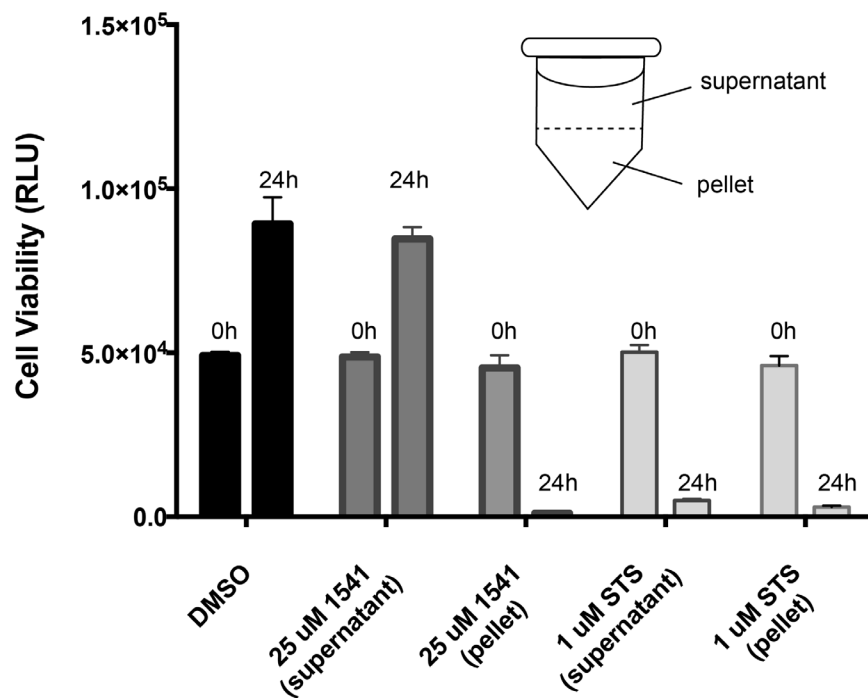 Cell Viability (RLU)
1.5×10⁵
1.0×10⁵
5.0×10⁴
0.0
supernatant
pellet
0h
24h
0h
24h
0h
24h
0h
24h
0h
24h
DMSO
25 uM 1541
(supernatant)
25 uM 1541
(pellet)
1 uM STS
(supernatant)
1 uM STS
(pellet)